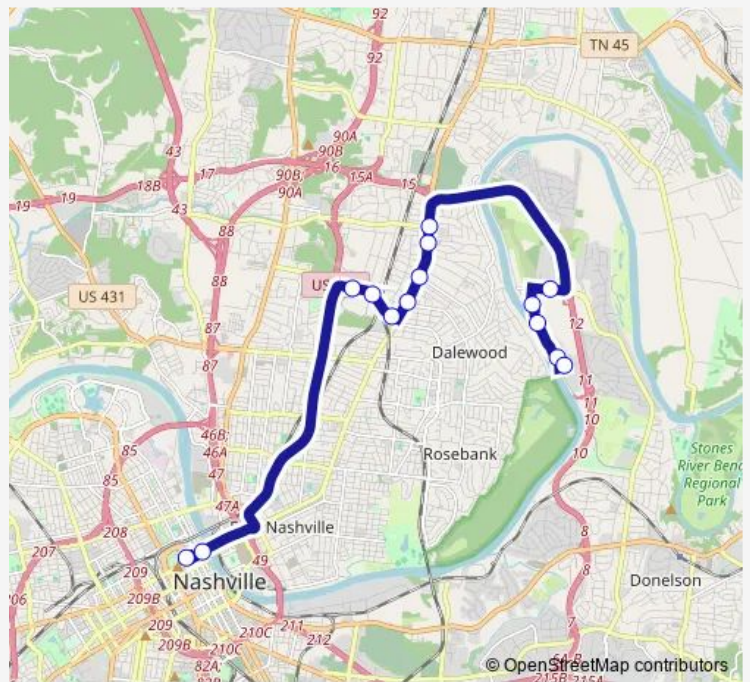 92
TN 45
92
90A
43
90B
90B;
90A
16
15A
15
17
18B
19
19
43
88
US
US 431
88
87
12
Dalewood
87
11
11
10
46B;
46A
Rosebank
10
85
47
Stones
River Bend
Regional
Park
85
47A
208
Nashville
8
207
49
209
Nashville
8
Donelson
06
209B
7
209
210C
211
212
209B
210C
82A;
© OpenStreetMap contributors